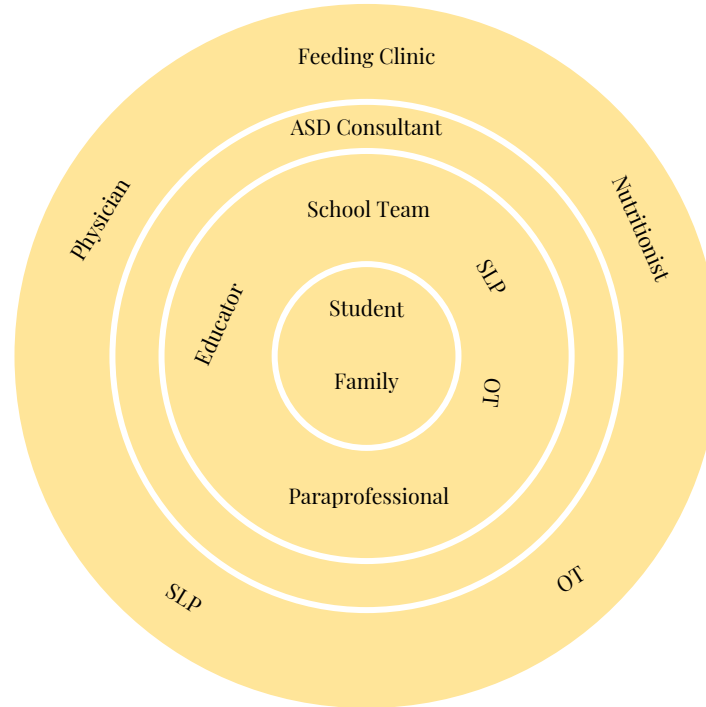 Feeding Clinic
ASD Consultant
Physician
Nutritionist
School Team
SLP
Educator
Student
Family
OT
Paraprofessional
SLP
OT